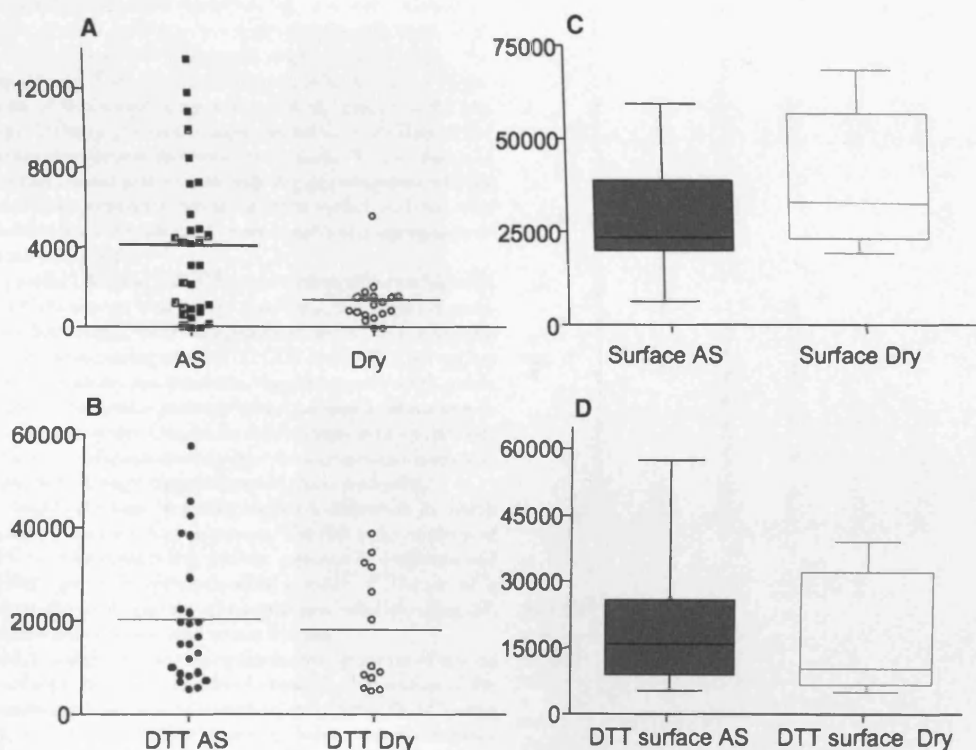 A
12000
8000
4000
0
AS
Dry
B
60000
40000
20000
0
DTT AS
DTT Dry
C
75000
50000
25000
0
Surface AS
Surface Dry
D
60000
45000
30000
15000
0
DTT surface AS
DTT surface Dry